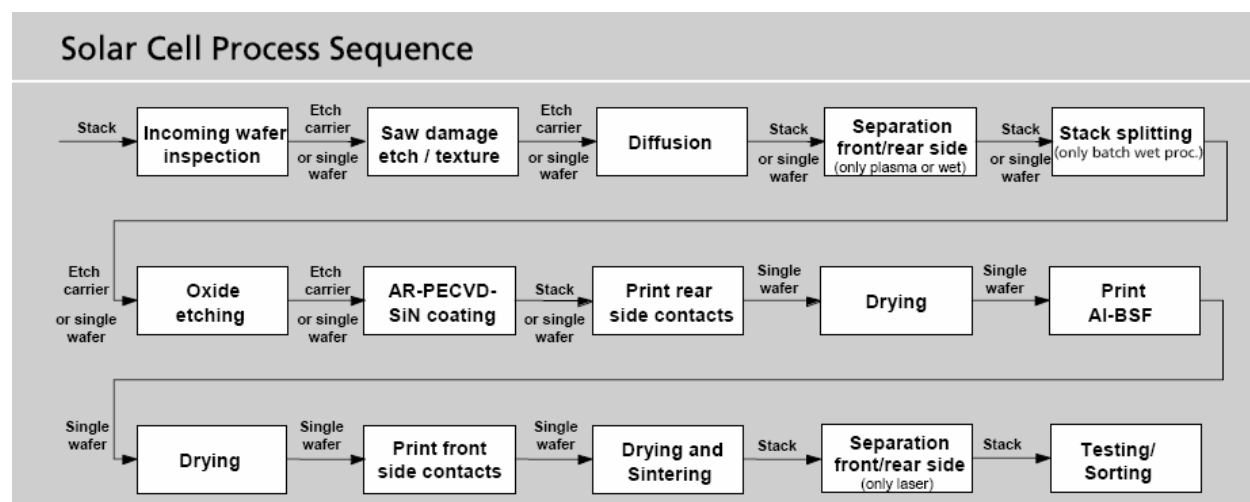 Solar Cell Process Sequence
Stack
Incoming wafer
inspection
Etch
carrier
or single
wafer
Saw damage
etch / texture
Etch
carrier
or single
wafer
Diffusion
Stack
or single
wafer
Separation
front/rear side
(only plasma or wet)
Stack
or single
wafer
Stack splitting
(only batch wet proc.)
Etch
carrier
or single
wafer
Oxide
etching
Etch
carrier
or single
wafer
AR-PECVD-
SiN coating
Stack
or single
wafer
Print rear
side contacts
Single
wafer
Drying
Single
wafer
Print
Al-BSF
Single
wafer
Drying
Single
wafer
Print front
side contacts
Single
wafer
Drying and
Sintering
Stack
Separation
front/rear side
(only laser)
Stack
Testing/
Sorting